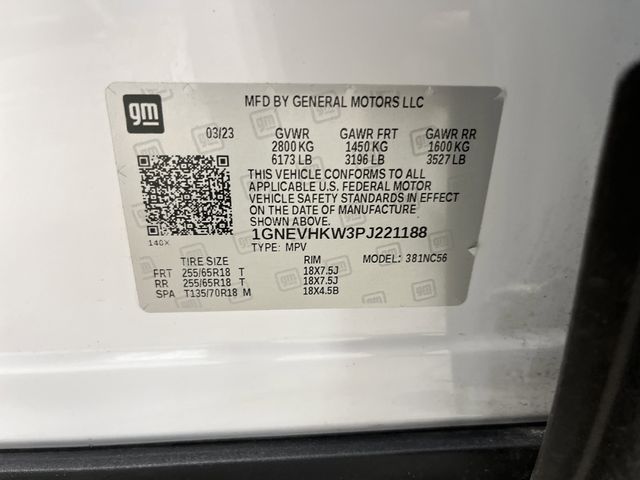 gm
MFD BY GENERAL MOTORS LLC
03/23 GVWR GAWR FRT GAWR RR
2800 KG 1450 KG 1600 KG
6173 LB 3196 LB 3527 LB
THIS VEHICLE CONFORMS TO ALL
APPLICABLE U.S. FEDERAL MOTOR
VEHICLE SAFETY STANDARDS IN EFFECT
ON THE DATE OF MANUFACTURE
SHOWN ABOVE.
1GNEVHKW3PJ221188
140X TYPE: MPV
TIRE SIZE RIM MODEL: 381NC56
FRT 255/65R18 T 18X7.5J
RR 255/65R18 T 18X7.5J
SPA T135/70R18 M 18X4.5B